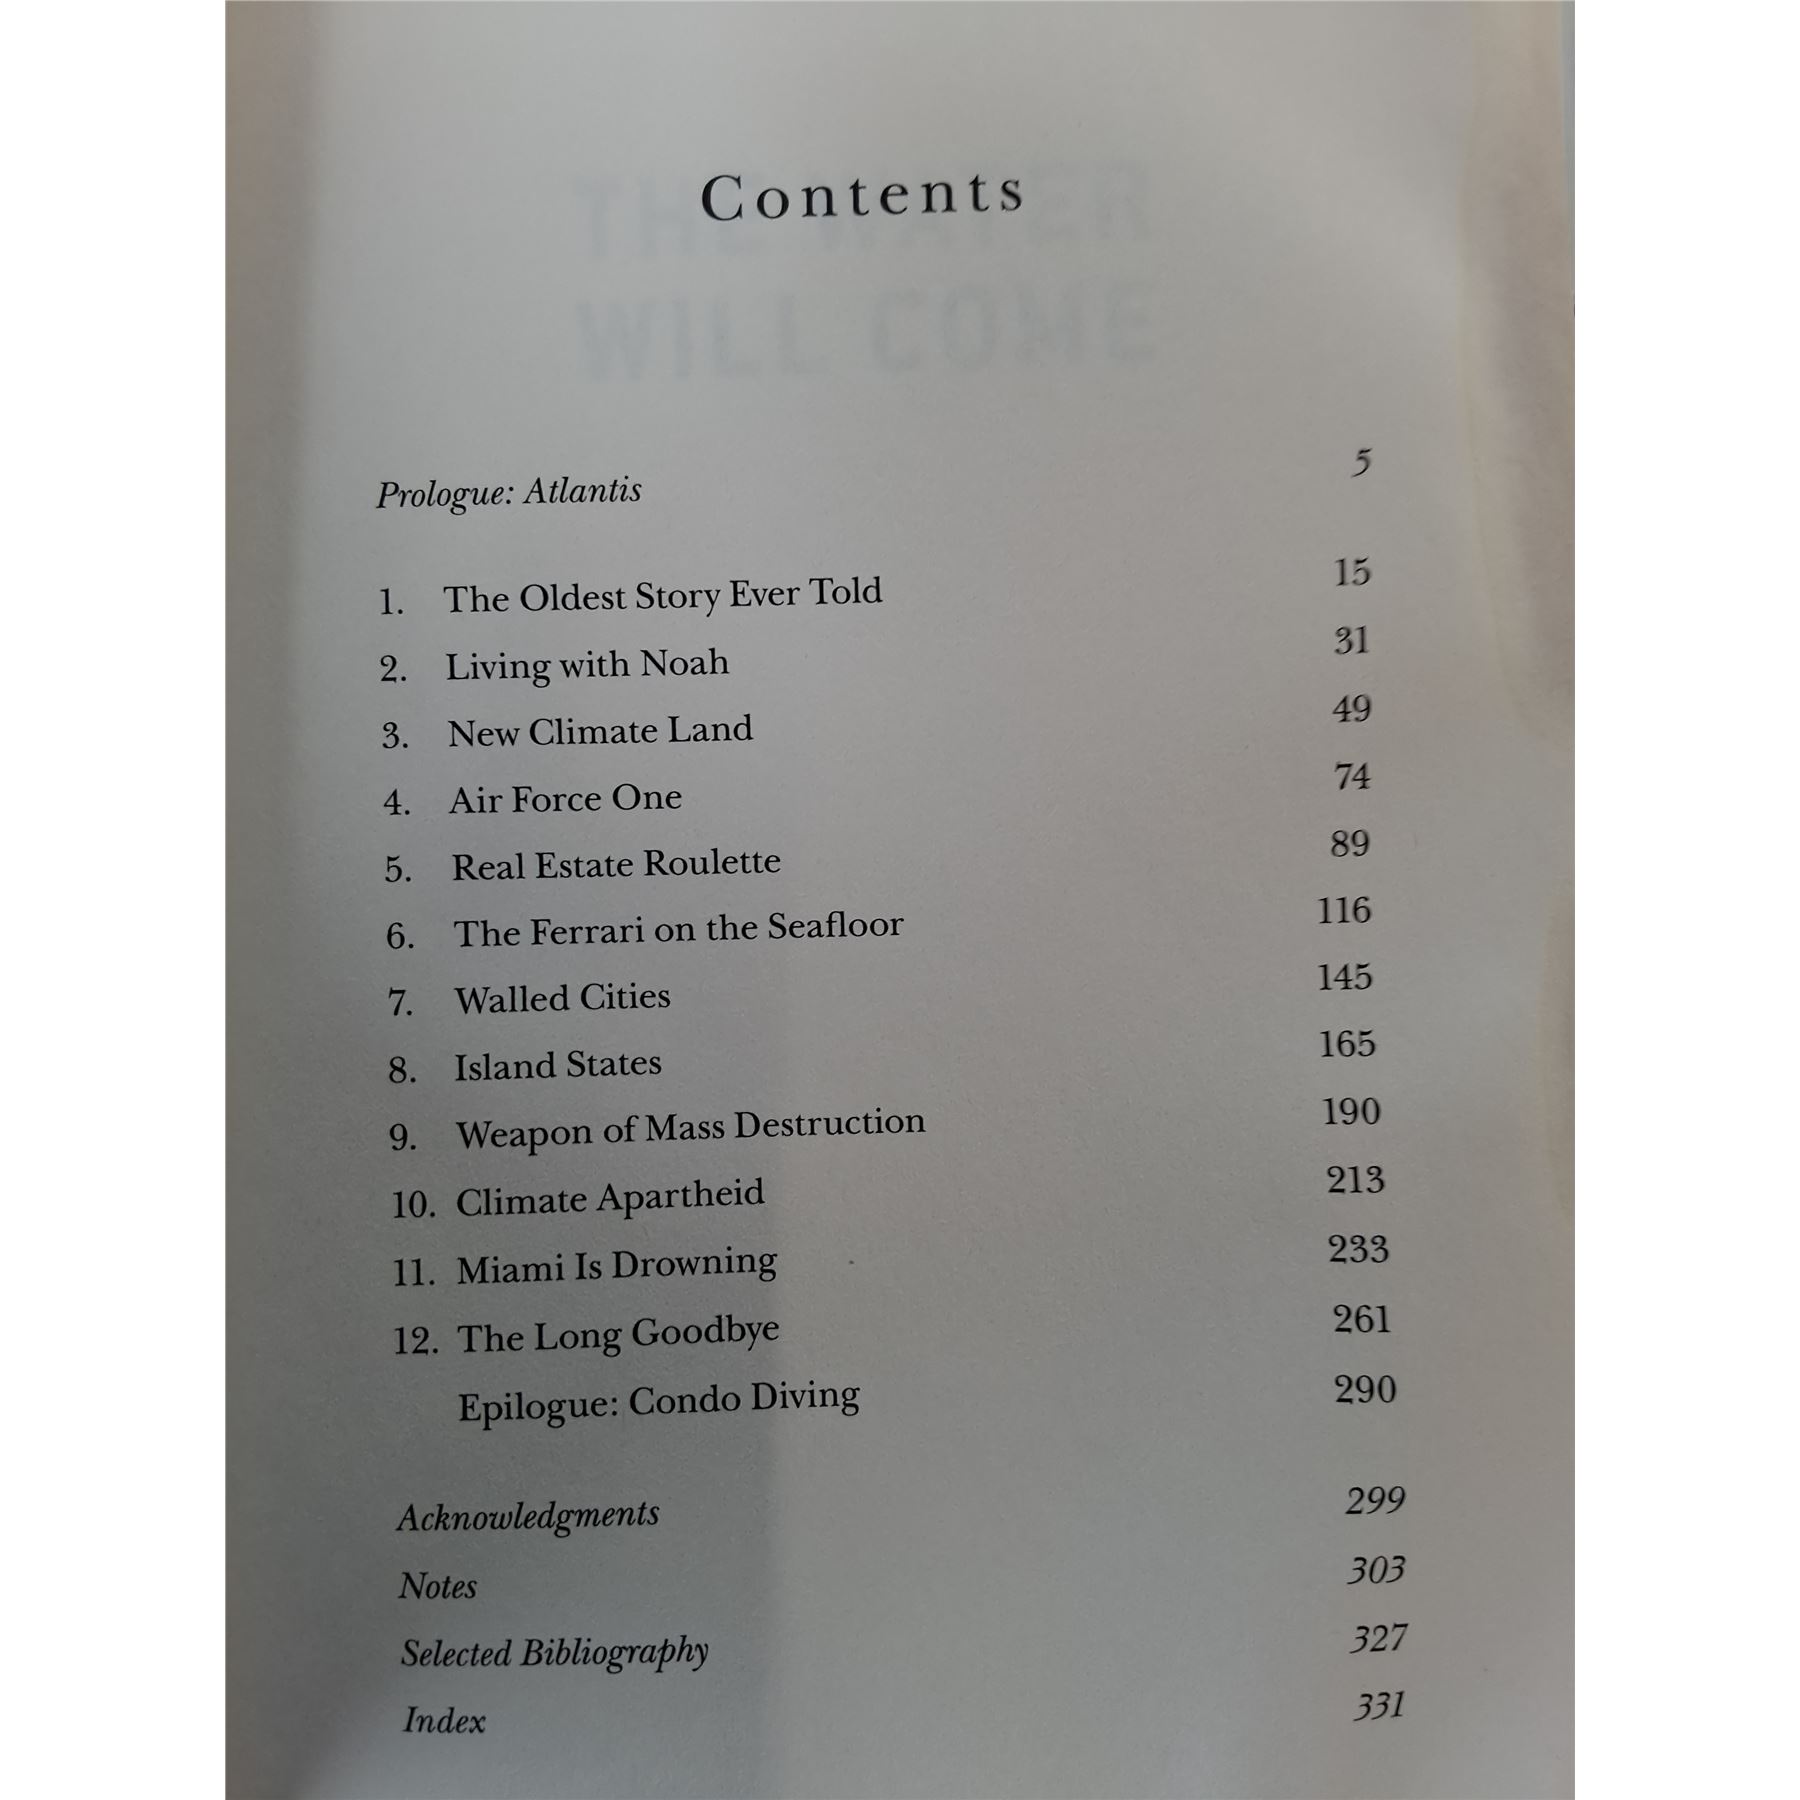 Contents
THE WATER
WILL COME
Prologue: Atlantis 5
1. The Oldest Story Ever Told 15
2. Living with Noah 31
3. New Climate Land 49
4. Air Force One 74
5. Real Estate Roulette 89
6. The Ferrari on the Seafloor 116
7. Walled Cities 145
8. Island States 165
9. Weapon of Mass Destruction 190
10. Climate Apartheid 213
11. Miami Is Drowning 233
12. The Long Goodbye 261
Epilogue: Condo Diving 290
Acknowledgments 299
Notes 303
Selected Bibliography 327
Index 331